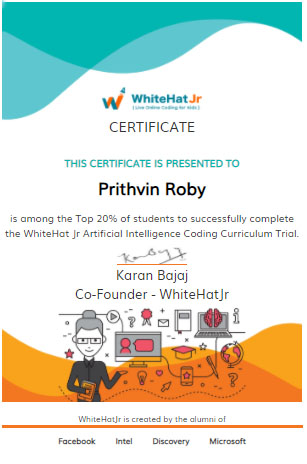 WhiteHat Jr
( Live Online Coding for Kids )
CERTIFICATE
THIS CERTIFICATE IS PRESENTED TO
Prithvin Roby
is among the Top 20% of students to successfully complete
the WhiteHat Jr Artificial Intelligence Coding Curriculum Trial.
Karan Bajaj
Co-Founder - WhiteHatJr
WhiteHatJr is created by the alumni of
Facebook Intel Discovery Microsoft